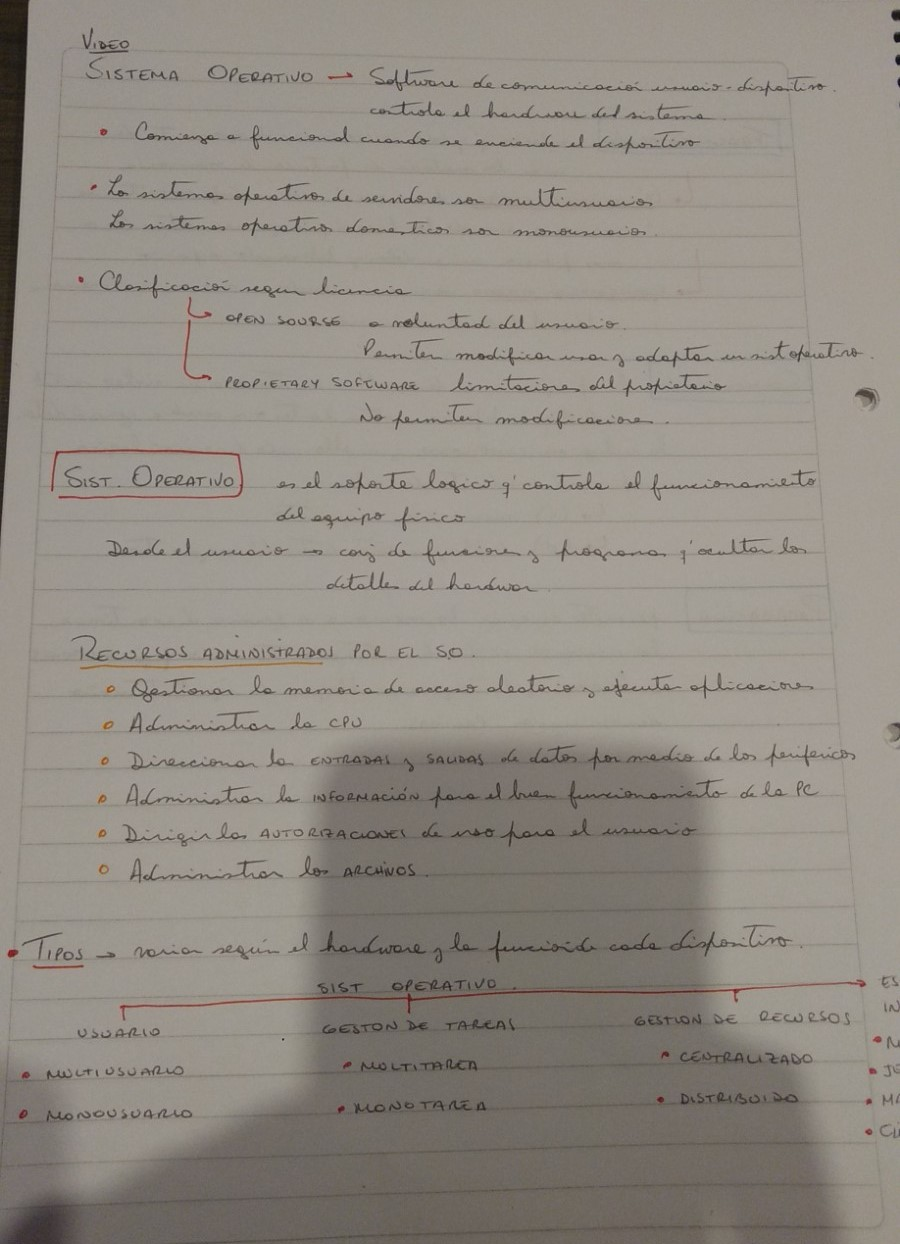 VIDEO
SISTEMA OPERATIVO → Software de comunicación usuario-dispositivo.
controla el hardware del sistema.
• Comienza a funcional cuando se enciende el dispositivo
• Los sistemas operativos de servidores son multiusuarios
Los sistemas operativos domesticos son monousuarios.
• Clasificación segun licencia
OPEN SOURSE a voluntad del usuario.
Permiten modificar usar y adaptar un sist operativo.
PROPIETARY SOFTWARE limitaciones del propietario
No permiten modificaciones.
SIST. OPERATIVO es el soporte logico q' controla el funcionamiento
del equipo físico
Desde el usuario → conj de funciones y programas q' ocultan los
detalles del hardwar.
RECURSOS ADMINISTRADOS POR EL SO.
Gestionar la memoria de acceso aleatorio y ejecutar aplicaciones
Administrar la CPU
Direccionar las ENTRADAS y SALIDAS de datos por medio de los perifericos
Administrar la INFORMACIÓN para el buen funcionamiento de la PC
Dirigir las AUTORIZACIONES de uso para el usuario
Administrar los ARCHIVOS.
• TIPOS → varia según el hardware y la función de cada dispositivo.
SIST OPERATIVO.
USUARIO GESTON DE TAREAS GESTION DE RECURSOS
• MULTIUSUARIO • MULTITAREA • CENTRALIZADO
• MONOUSUARIO • MONOTAREA • DISTRIBUIDO